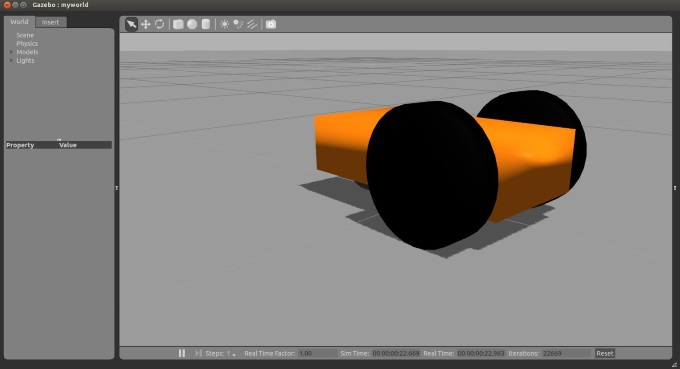 Gazebo : myworld
World Insert
Scene
Physics
Models
Lights
Property Value
Steps: 1 Real Time Factor: 1.00 Sim Time: 00 00:00:22.669 Real Time: 00 00:00:22.963 Iterations: 22669 Reset